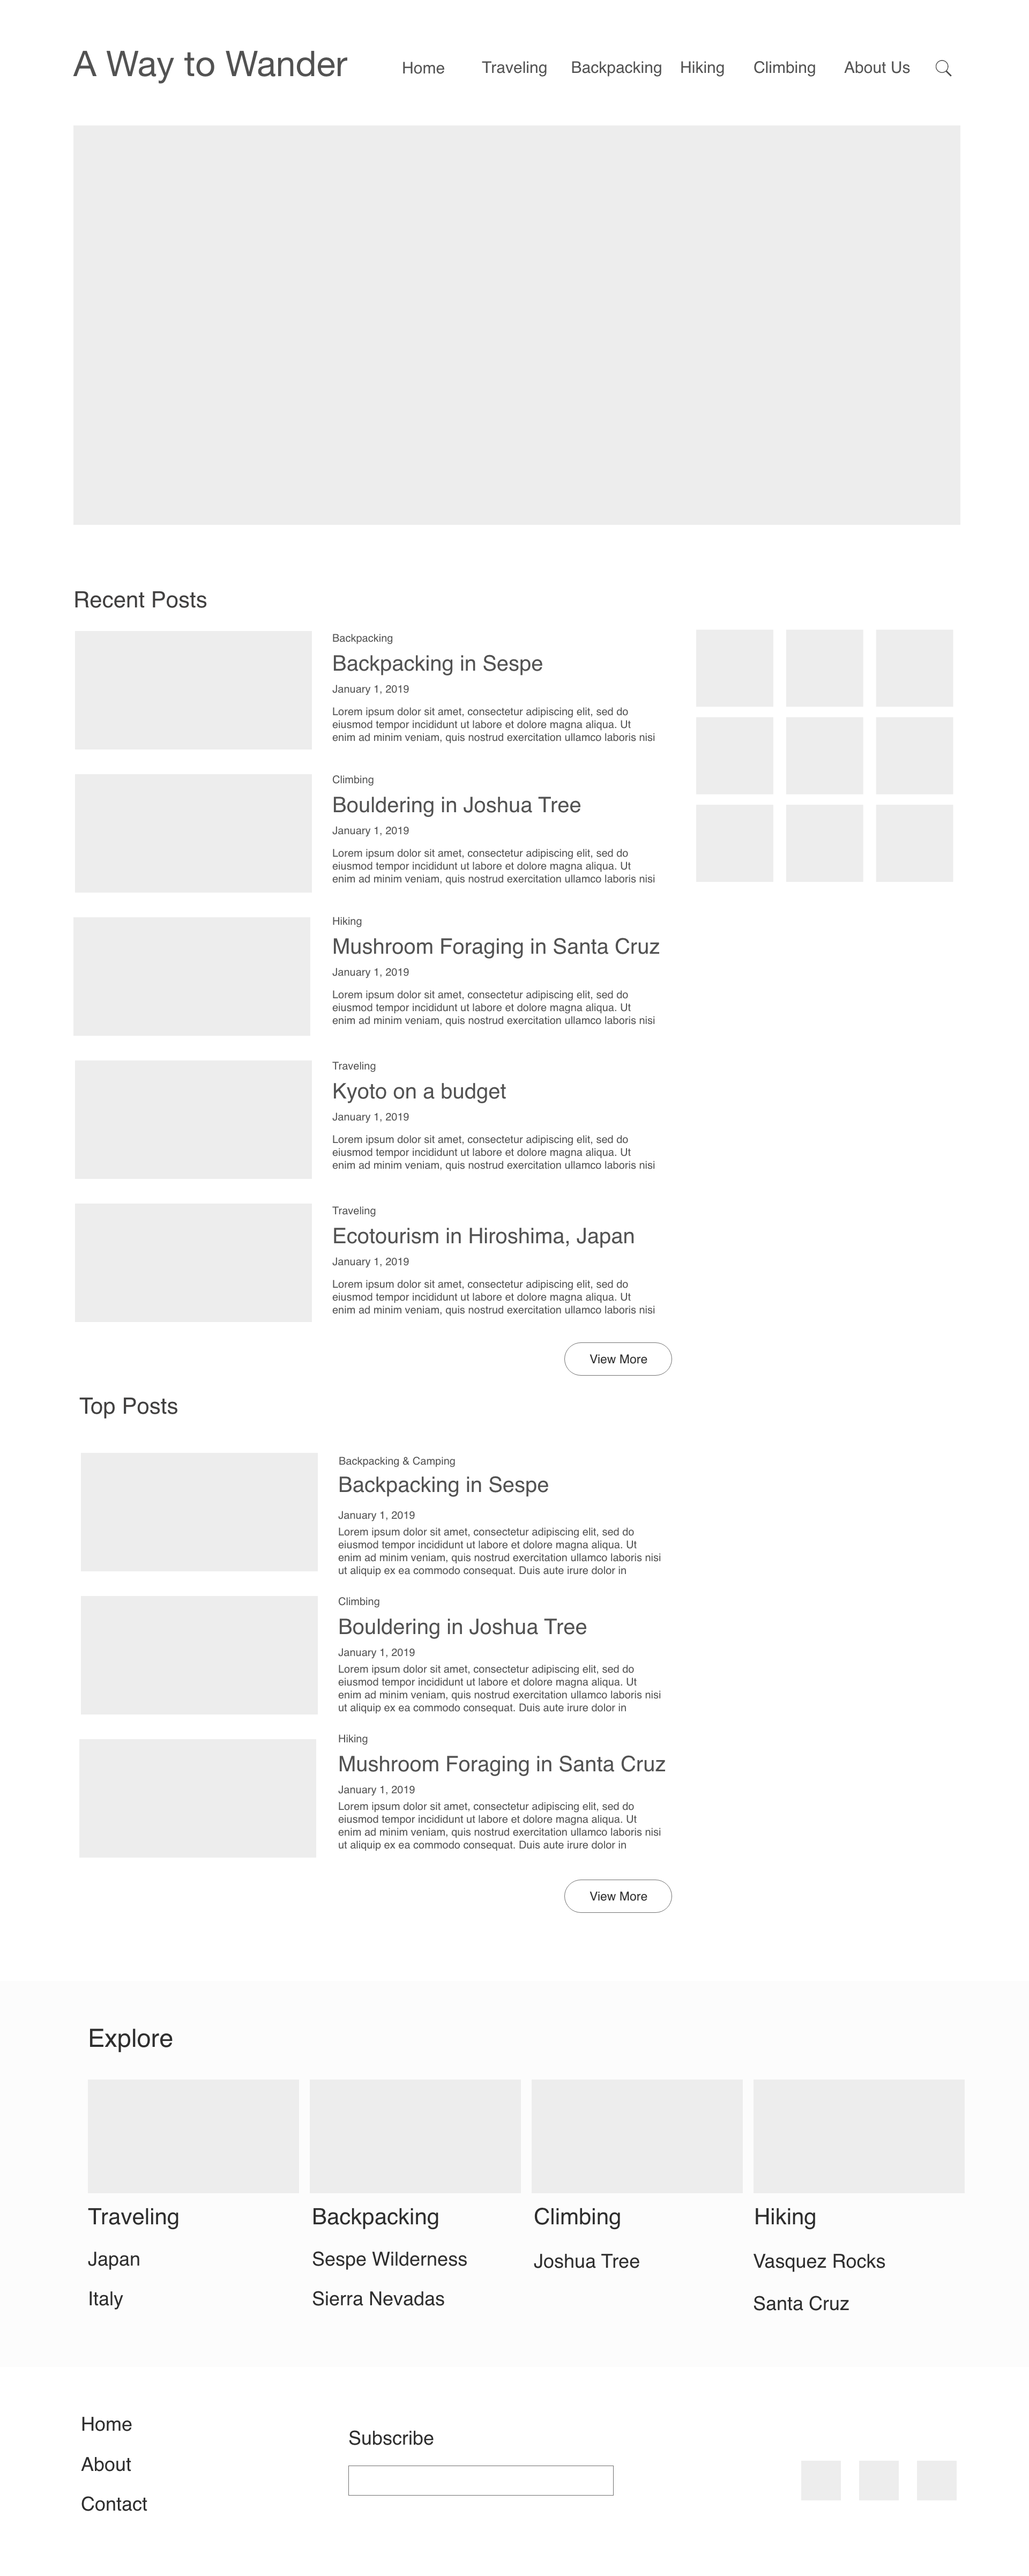 A Way to Wander
Home Traveling Backpacking Hiking Climbing About Us
Recent Posts
Backpacking
Backpacking in Sespe
January 1, 2019
Lorem ipsum dolor sit amet, consectetur adipiscing elit, sed do
eiusmod tempor incididunt ut labore et dolore magna aliqua. Ut
enim ad minim veniam, quis nostrud exercitation ullamco laboris nisi
Climbing
Bouldering in Joshua Tree
January 1, 2019
Lorem ipsum dolor sit amet, consectetur adipiscing elit, sed do
eiusmod tempor incididunt ut labore et dolore magna aliqua. Ut
enim ad minim veniam, quis nostrud exercitation ullamco laboris nisi
Hiking
Mushroom Foraging in Santa Cruz
January 1, 2019
Lorem ipsum dolor sit amet, consectetur adipiscing elit, sed do
eiusmod tempor incididunt ut labore et dolore magna aliqua. Ut
enim ad minim veniam, quis nostrud exercitation ullamco laboris nisi
Traveling
Kyoto on a budget
January 1, 2019
Lorem ipsum dolor sit amet, consectetur adipiscing elit, sed do
eiusmod tempor incididunt ut labore et dolore magna aliqua. Ut
enim ad minim veniam, quis nostrud exercitation ullamco laboris nisi
Traveling
Ecotourism in Hiroshima, Japan
January 1, 2019
Lorem ipsum dolor sit amet, consectetur adipiscing elit, sed do
eiusmod tempor incididunt ut labore et dolore magna aliqua. Ut
enim ad minim veniam, quis nostrud exercitation ullamco laboris nisi
View More
Top Posts
Backpacking & Camping
Backpacking in Sespe
January 1, 2019
Lorem ipsum dolor sit amet, consectetur adipiscing elit, sed do
eiusmod tempor incididunt ut labore et dolore magna aliqua. Ut
enim ad minim veniam, quis nostrud exercitation ullamco laboris nisi
ut aliquip ex ea commodo consequat. Duis aute irure dolor in
Climbing
Bouldering in Joshua Tree
January 1, 2019
Lorem ipsum dolor sit amet, consectetur adipiscing elit, sed do
eiusmod tempor incididunt ut labore et dolore magna aliqua. Ut
enim ad minim veniam, quis nostrud exercitation ullamco laboris nisi
ut aliquip ex ea commodo consequat. Duis aute irure dolor in
Hiking
Mushroom Foraging in Santa Cruz
January 1, 2019
Lorem ipsum dolor sit amet, consectetur adipiscing elit, sed do
eiusmod tempor incididunt ut labore et dolore magna aliqua. Ut
enim ad minim veniam, quis nostrud exercitation ullamco laboris nisi
ut aliquip ex ea commodo consequat. Duis aute irure dolor in
View More
Explore
Traveling
Japan
Italy
Backpacking
Sespe Wilderness
Sierra Nevadas
Climbing
Joshua Tree
Hiking
Vasquez Rocks
Santa Cruz
Home
About
Contact
Subscribe